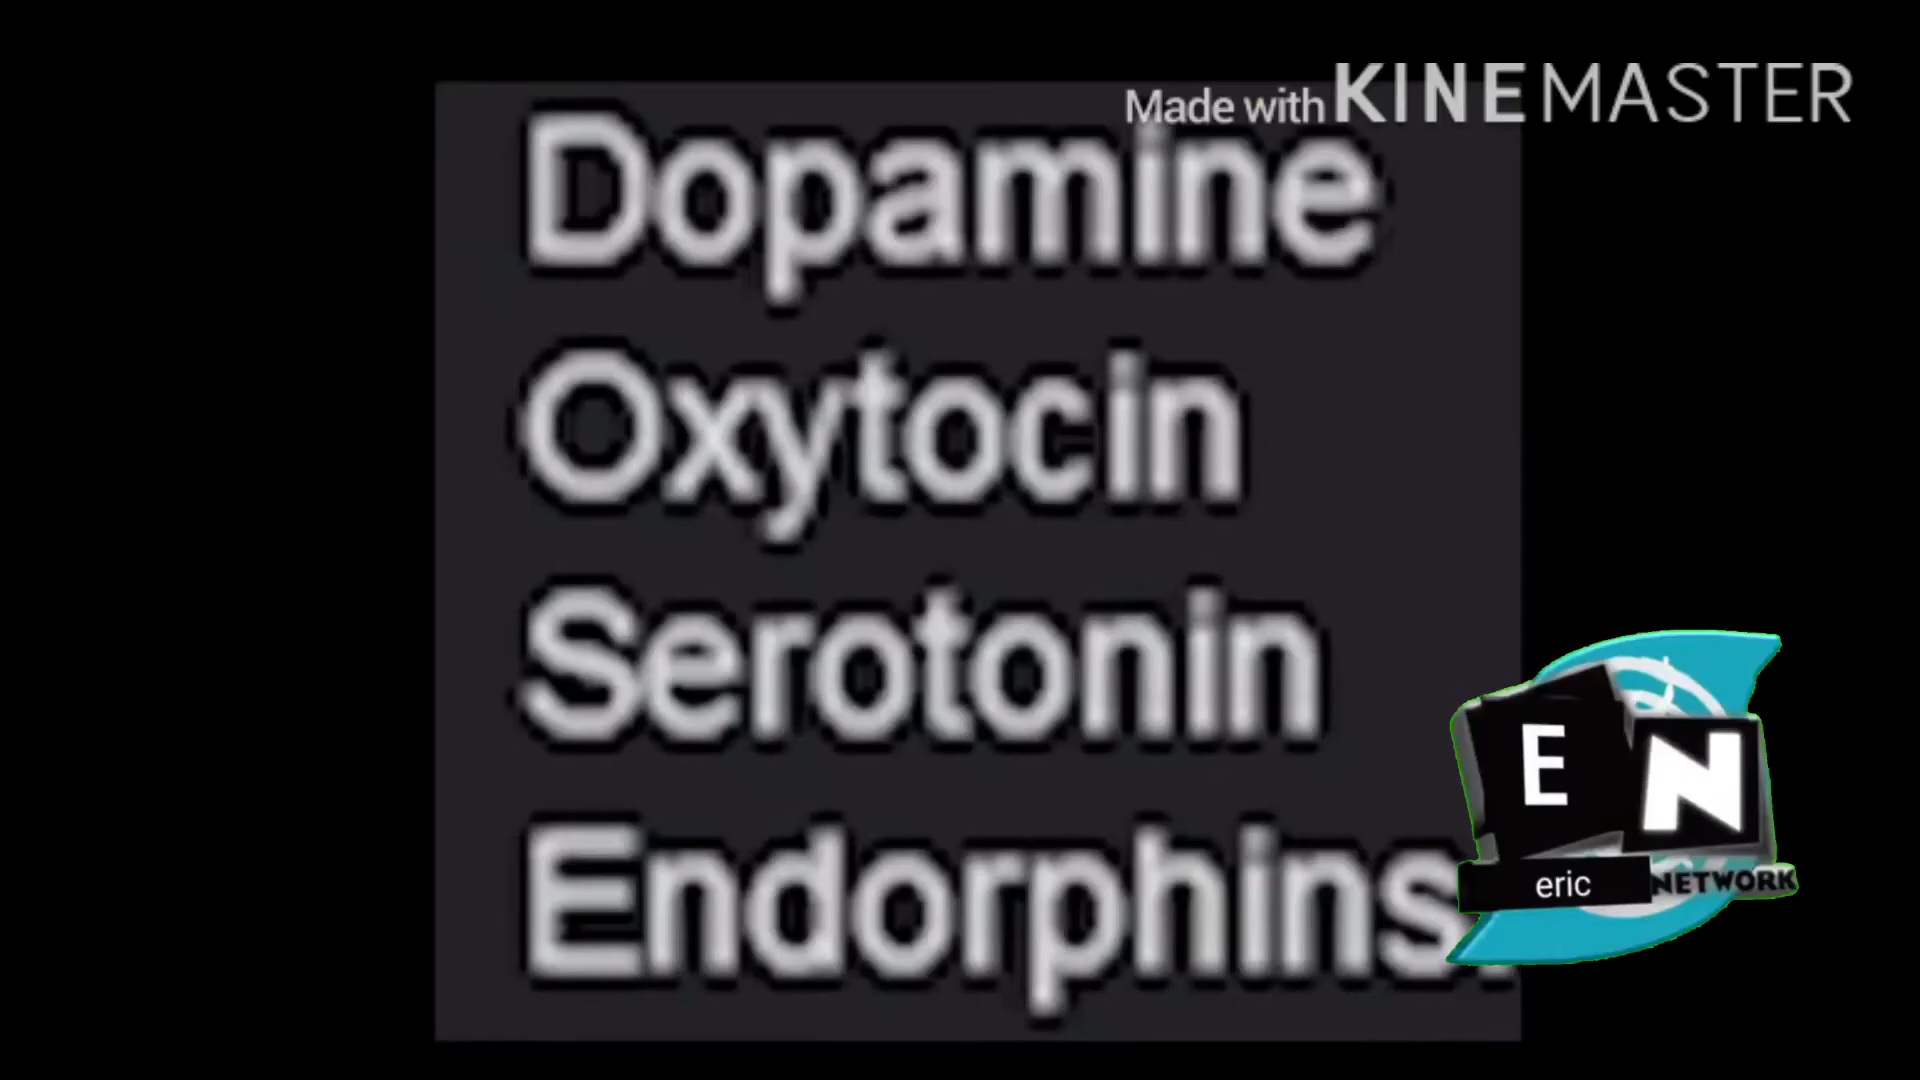 Made with KINEMASTER
Dopamine
Oxytocin
Serotonin
Endorphins.
E N
eric NETWORK